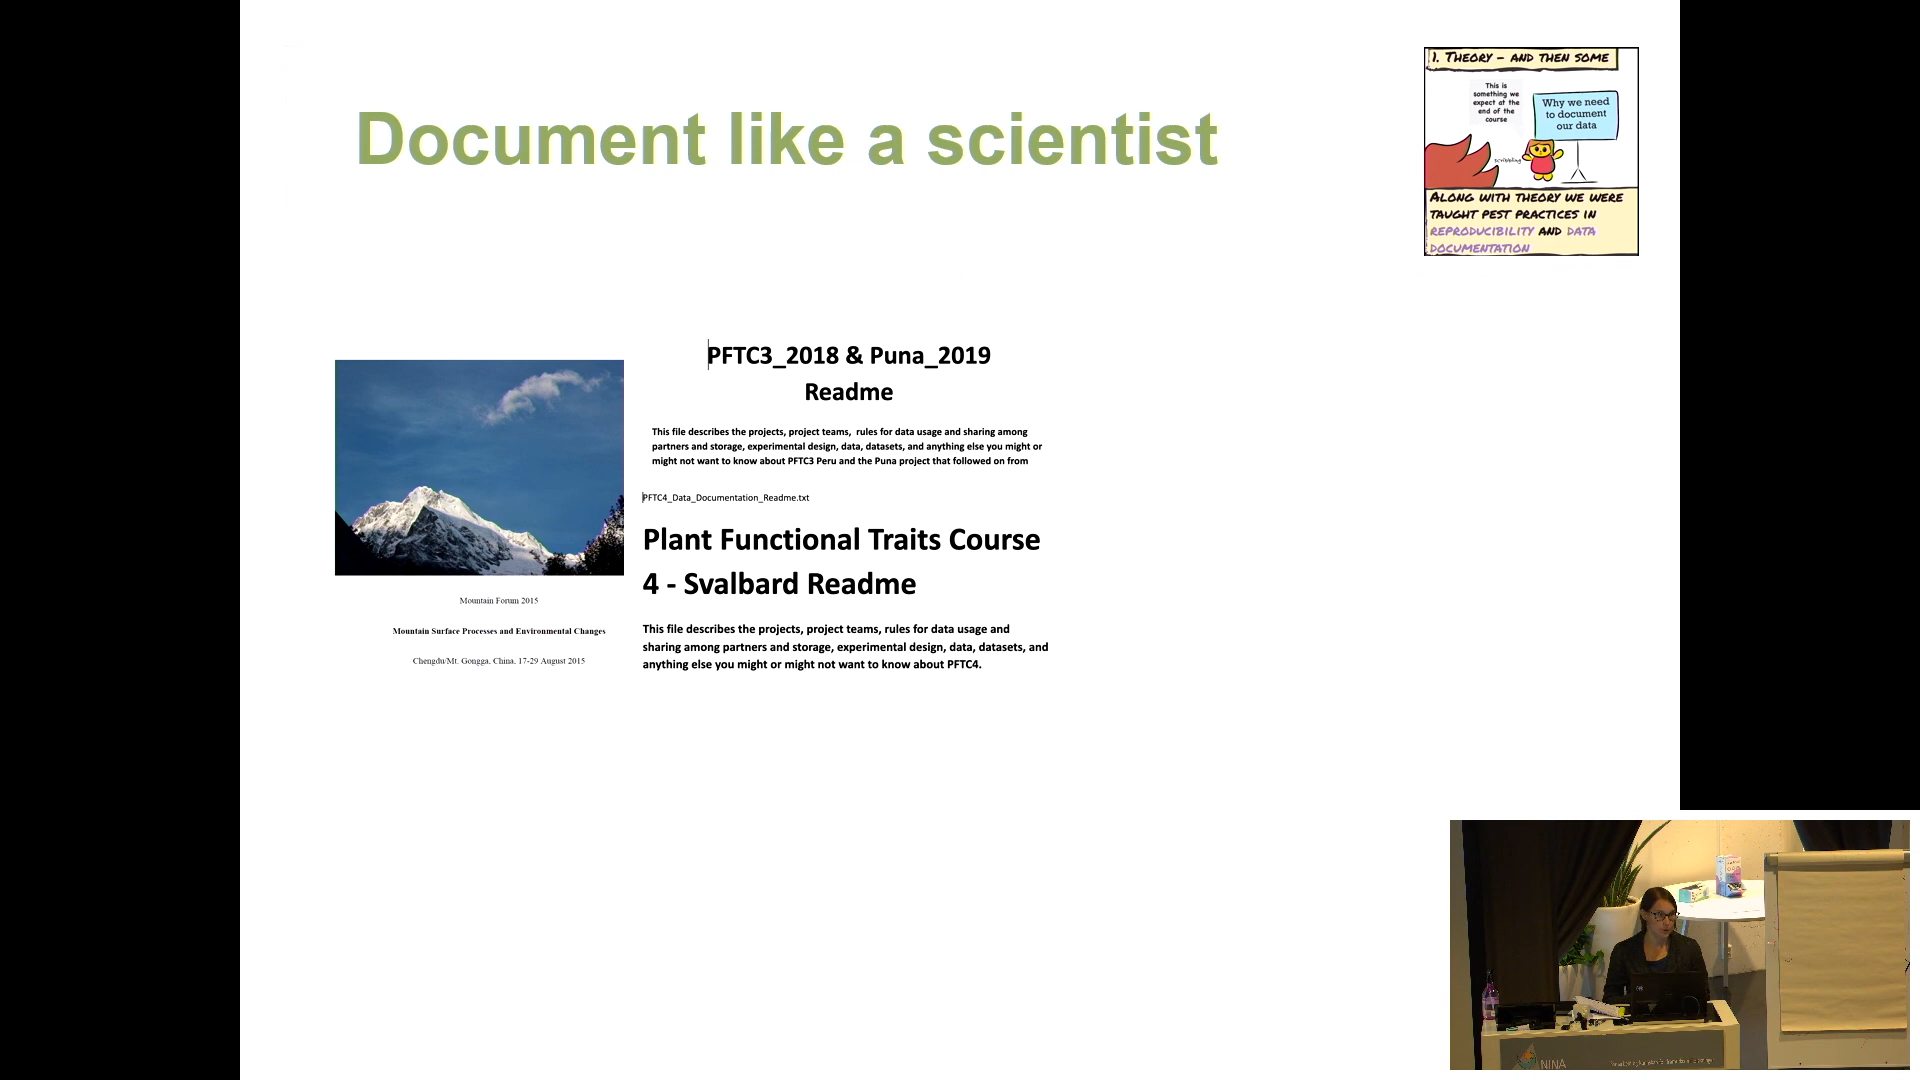 Document like a scientist
1. THEORY – AND THEN SOME
This is
something we
expect at the
end of the
course
Why we need
to document
our data
scribbling
ALONG WITH THEORY WE WERE
TAUGHT PEST PRACTICES IN
REPRODUCIBILITY AND DATA
DOCUMENTATION
Mountain Forum 2015
Mountain Surface Processes and Environmental Changes
Chengdu/Mt. Gongga, China, 17-29 August 2015
PFTC3_2018 & Puna_2019
Readme
This file describes the projects, project teams, rules for data usage and sharing among
partners and storage, experimental design, data, datasets, and anything else you might or
might not want to know about PFTC3 Peru and the Puna project that followed on from
PFTC4_Data_Documentation_Readme.txt
Plant Functional Traits Course
4 - Svalbard Readme
This file describes the projects, project teams, rules for data usage and
sharing among partners and storage, experimental design, data, datasets, and
anything else you might or might not want to know about PFTC4.
NINA